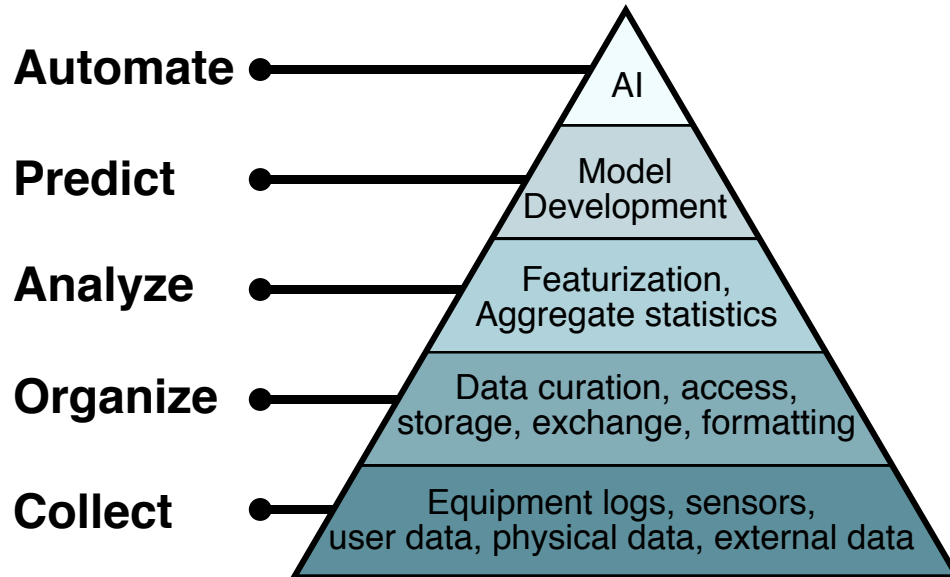 Automate
AI
Predict
Model
Development
Analyze
Featurization,
Aggregate statistics
Organize
Data curation, access,
storage, exchange, formatting
Collect
Equipment logs, sensors,
user data, physical data, external data